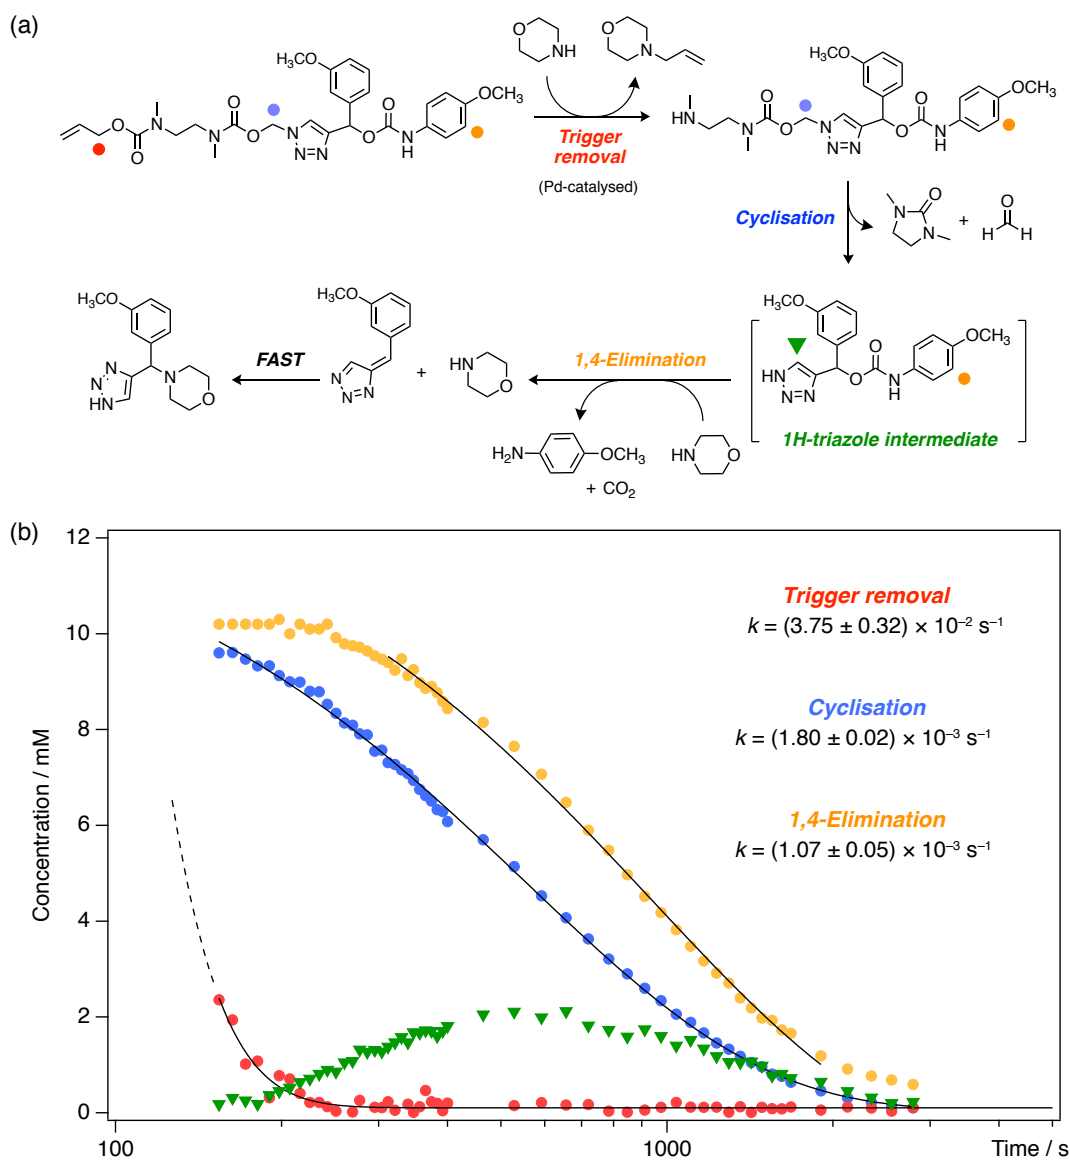 (a)
O
NH
O
N
H₃CO
O
O
N
N
O
O
N
N=N
O
O
N
H
OCH₃
Trigger
removal
(Pd-catalysed)
H₃CO
HN
N
O
O
N
N=N
O
O
N
H
OCH₃
Cyclisation
N
O
N
+
O
H
H
H₃CO
N
N
HN
N
O
FAST
H₃CO
N
N=N
+
HN
O
1,4-Elimination
H₂N
OCH₃
+ CO₂
HN
O
H₃CO
HN
N=N
O
O
N
H
OCH₃
1H-triazole intermediate
(b)
Concentration / mM
12
10
8
6
4
2
0
Trigger removal
k = (3.75 ± 0.32) × 10⁻² s⁻¹
Cyclisation
k = (1.80 ± 0.02) × 10⁻³ s⁻¹
1,4-Elimination
k = (1.07 ± 0.05) × 10⁻³ s⁻¹
100
1000
Time / s